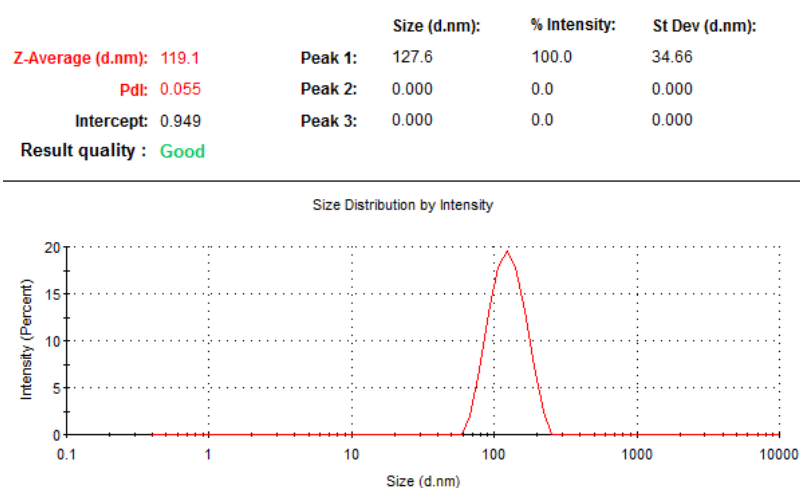 Size (d.nm): % Intensity: St Dev (d.nm):
Z-Average (d.nm): 119.1 Peak 1: 127.6 100.0 34.66
PdI: 0.055 Peak 2: 0.000 0.0 0.000
Intercept: 0.949 Peak 3: 0.000 0.0 0.000
Result quality : Good
Size Distribution by Intensity
Intensity (Percent)
20
15
10
5
0
0.1 1 10 100 1000 10000
Size (d.nm)